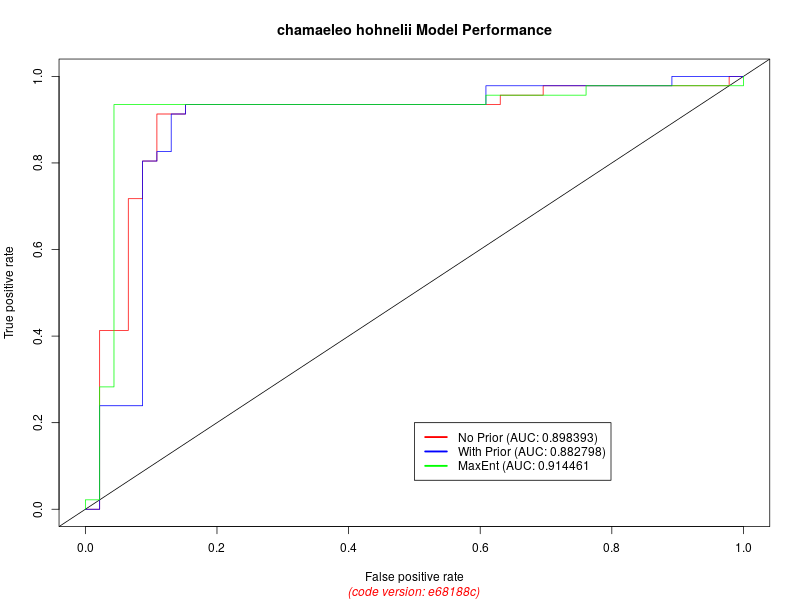 chamaeleo hohnelii Model Performance
True positive rate
1.0
0.8
0.6
0.4
0.2
0.0
No Prior (AUC: 0.898393)
With Prior (AUC: 0.882798)
MaxEnt (AUC: 0.914461
0.0 0.2 0.4 0.6 0.8 1.0
False positive rate
(code version: e68188c)